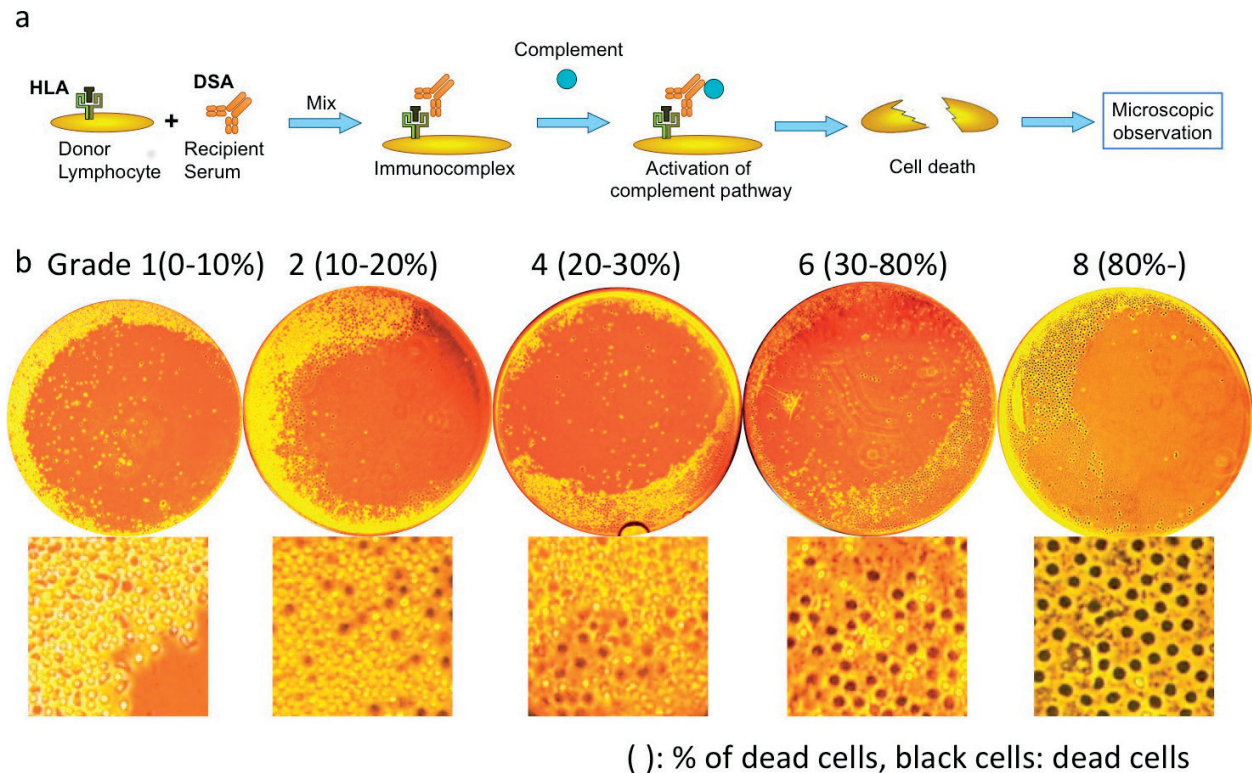 a
Complement
HLA
DSA
Mix
+
Donor
Lymphocyte
Recipient
Serum
Immunocomplex
Activation of
complement pathway
Cell death
Microscopic
observation
b Grade 1(0-10%) 2 (10-20%) 4 (20-30%) 6 (30-80%) 8 (80%-)
( ): % of dead cells, black cells: dead cells